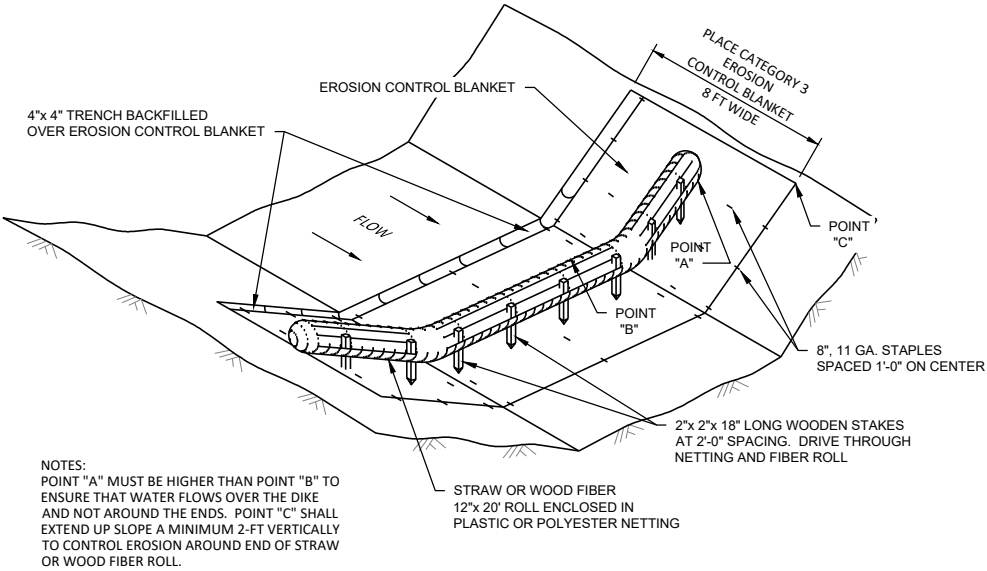 PLACE CATEGORY 3
EROSION
CONTROL BLANKET
8 FT WIDE
EROSION CONTROL BLANKET
4"x 4" TRENCH BACKFILLED
OVER EROSION CONTROL BLANKET
FLOW
POINT
"A"
POINT
"C"
POINT
"B"
8", 11 GA. STAPLES
SPACED 1'-0" ON CENTER
2"x 2"x 18" LONG WOODEN STAKES
AT 2'-0" SPACING.  DRIVE THROUGH
NETTING AND FIBER ROLL
STRAW OR WOOD FIBER
12"x 20' ROLL ENCLOSED IN
PLASTIC OR POLYESTER NETTING
NOTES:
POINT "A" MUST BE HIGHER THAN POINT "B" TO
ENSURE THAT WATER FLOWS OVER THE DIKE
AND NOT AROUND THE ENDS.  POINT "C" SHALL
EXTEND UP SLOPE A MINIMUM 2-FT VERTICALLY
TO CONTROL EROSION AROUND END OF STRAW
OR WOOD FIBER ROLL.